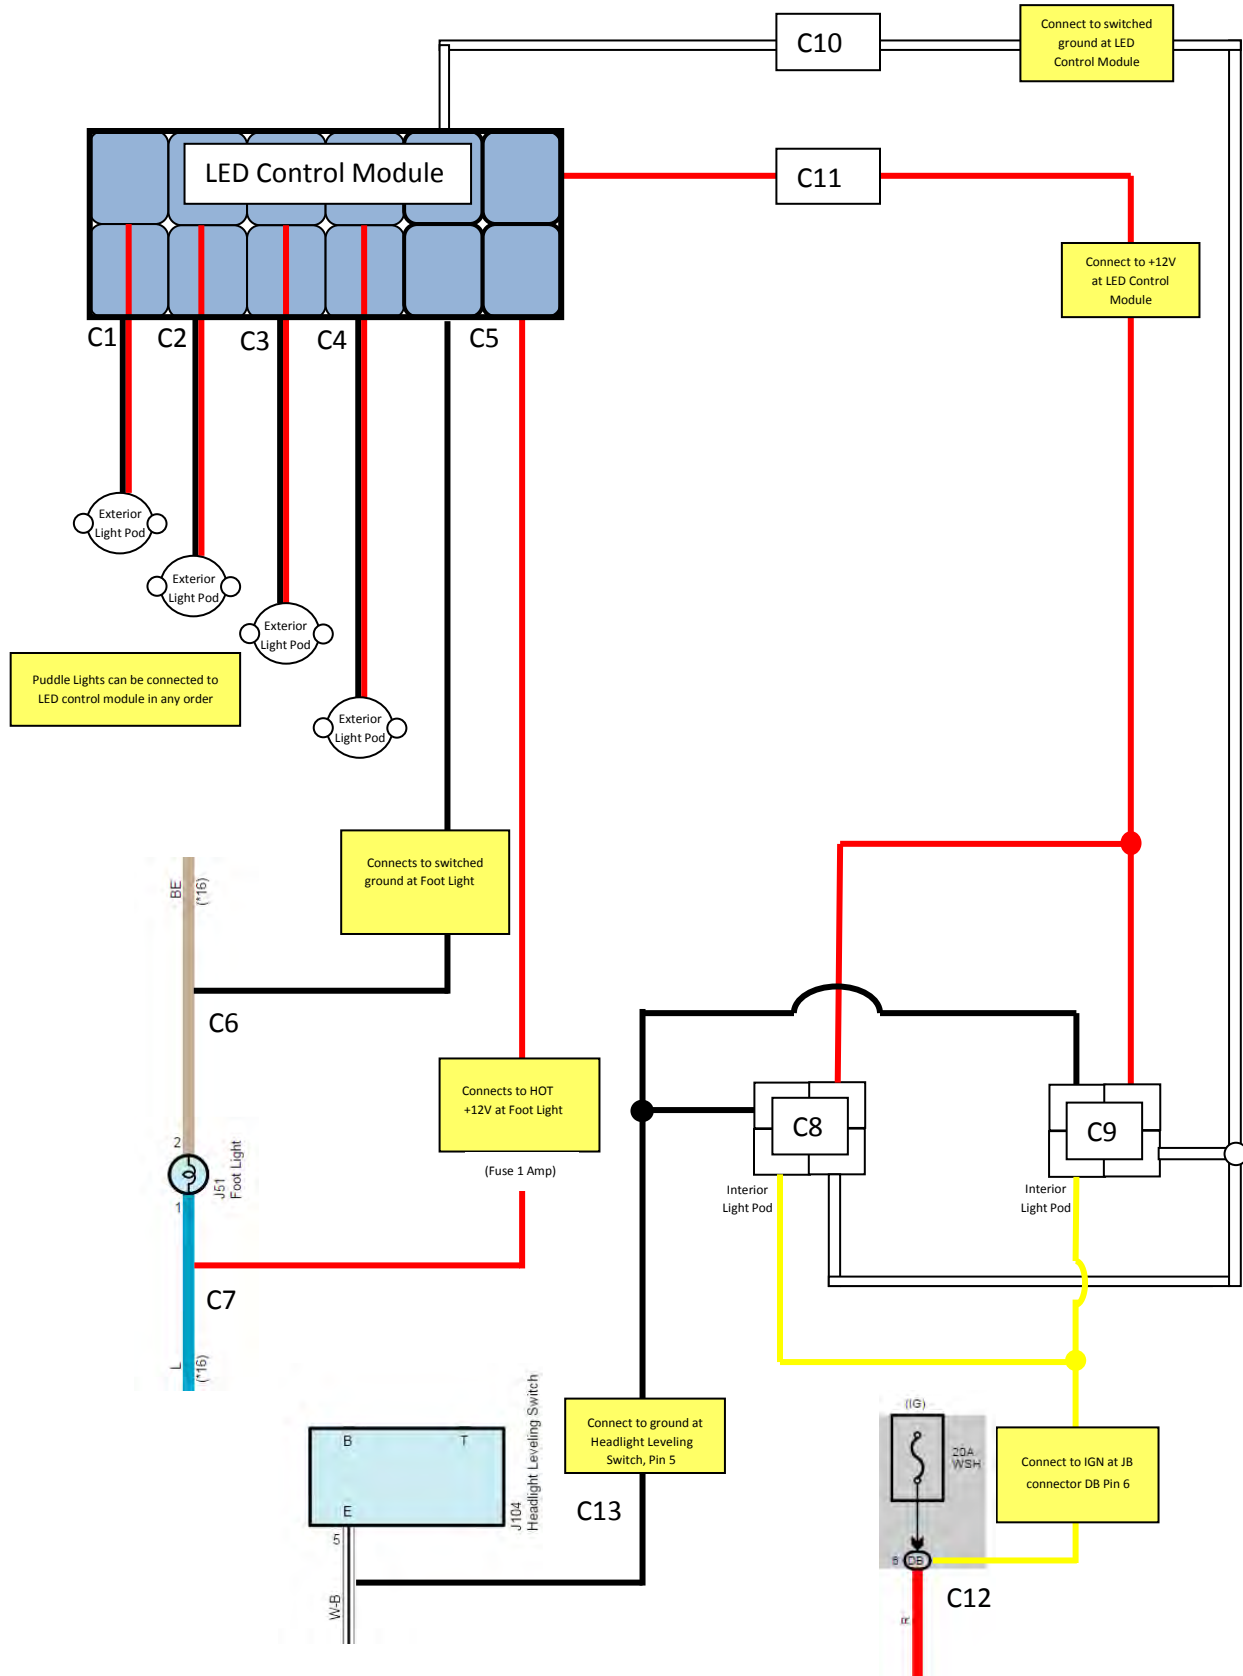 C10
Connect to switched
ground at LED
Control Module
LED Control Module
C11
Connect to +12V
at LED Control
Module
C1
C2
C3
C4
C5
Exterior
Light Pod
Exterior
Light Pod
Exterior
Light Pod
Exterior
Light Pod
Puddle Lights can be connected to
LED control module in any order
Connects to switched
ground at Foot Light
BE
(*16)
C6
Connects to HOT
+12V at Foot Light
(Fuse 1 Amp)
2
J51
Foot Light
1
C7
L
(*16)
C8
C9
Interior
Light Pod
Interior
Light Pod
Connect to ground at
Headlight Leveling
Switch, Pin 5
C13
B
T
E
5
J104
Headlight Leveling Switch
W-B
(IG)
20A
WSH
Connect to IGN at JB
connector DB Pin 6
6
DB
C12
R